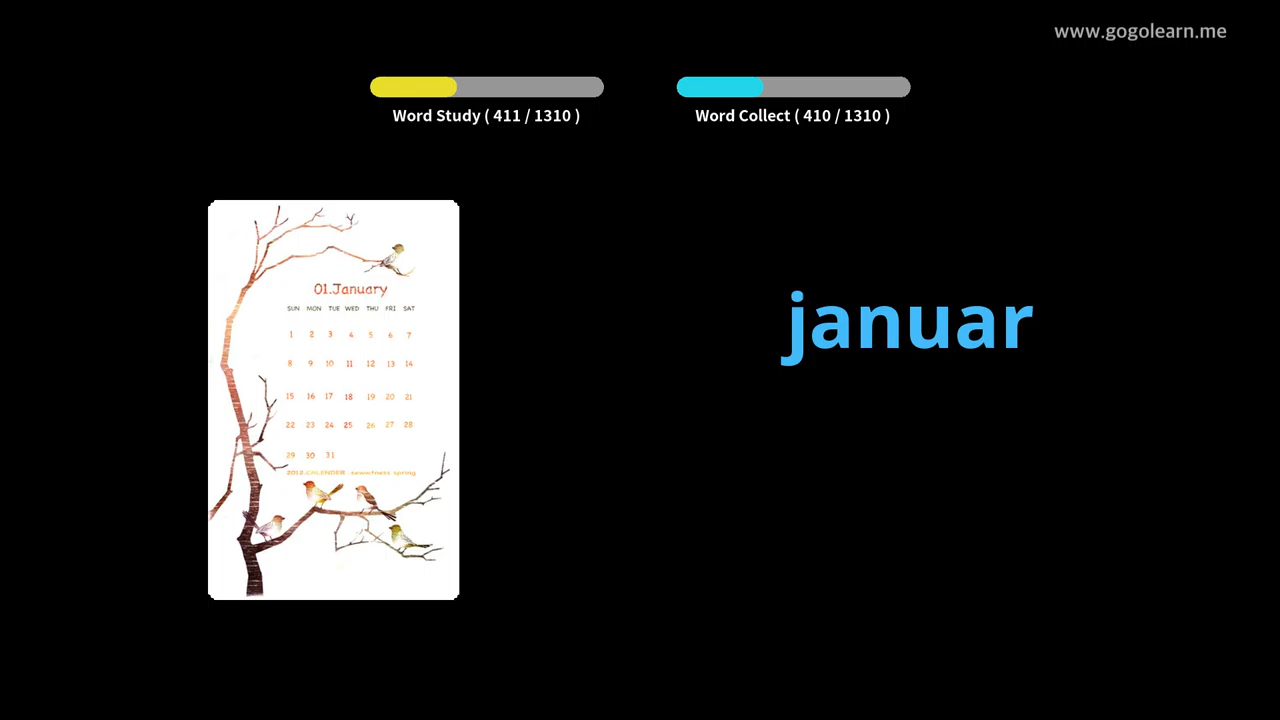 www.gogolearn.me
Word Study ( 411 / 1310 )
Word Collect ( 410 / 1310 )
01.January
SUN MON TUE WED THU FRI SAT
1 2 3 4 5 6 7
8 9 10 11 12 13 14
15 16 17 18 19 20 21
22 23 24 25 26 27 28
29 30 31
CALENDER spring
januar